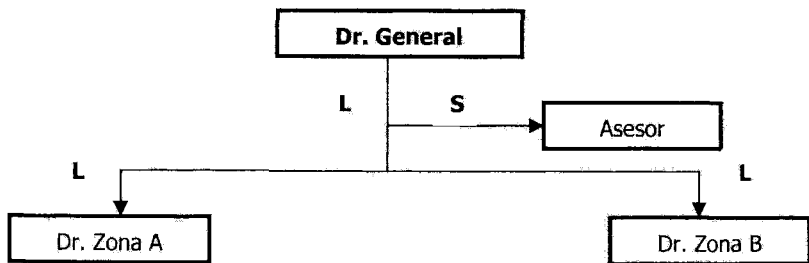 Dr. General
L
S
Asesor
L
L
Dr. Zona A
Dr. Zona B